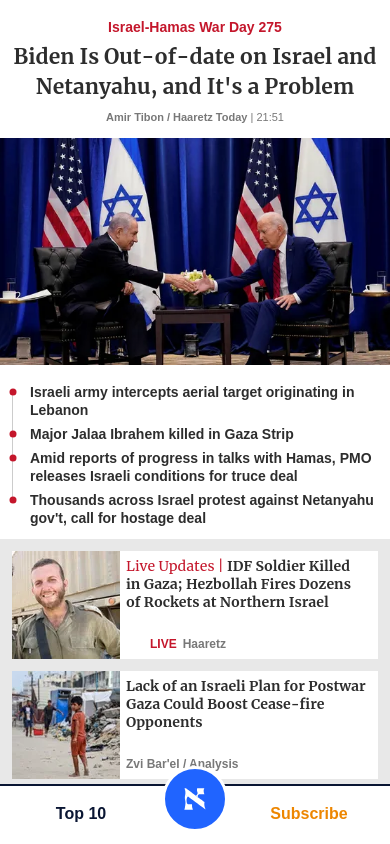 Israel-Hamas War Day 275
Biden Is Out-of-date on Israel and
Netanyahu, and It's a Problem
Amir Tibon / Haaretz Today | 21:51
Israeli army intercepts aerial target originating in
Lebanon
Major Jalaa Ibrahem killed in Gaza Strip
Amid reports of progress in talks with Hamas, PMO
releases Israeli conditions for truce deal
Thousands across Israel protest against Netanyahu
gov't, call for hostage deal
Live Updates | IDF Soldier Killed
in Gaza; Hezbollah Fires Dozens
of Rockets at Northern Israel
LIVE Haaretz
Lack of an Israeli Plan for Postwar
Gaza Could Boost Cease-fire
Opponents
Zvi Bar'el / Analysis
Top 10
Subscribe